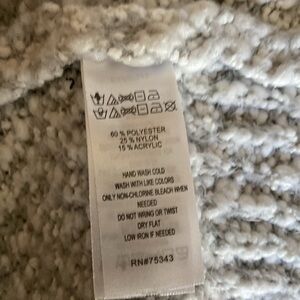 60 % POLYESTER
25 % NYLON
15 % ACRYLIC
HAND WASH COLD
WASH WITH LIKE COLORS
ONLY NON-CHLORINE BLEACH WHEN
NEEDED
DO NOT WRING OR TWIST
DRY FLAT
LOW IRON IF NEEDED
RN#75343